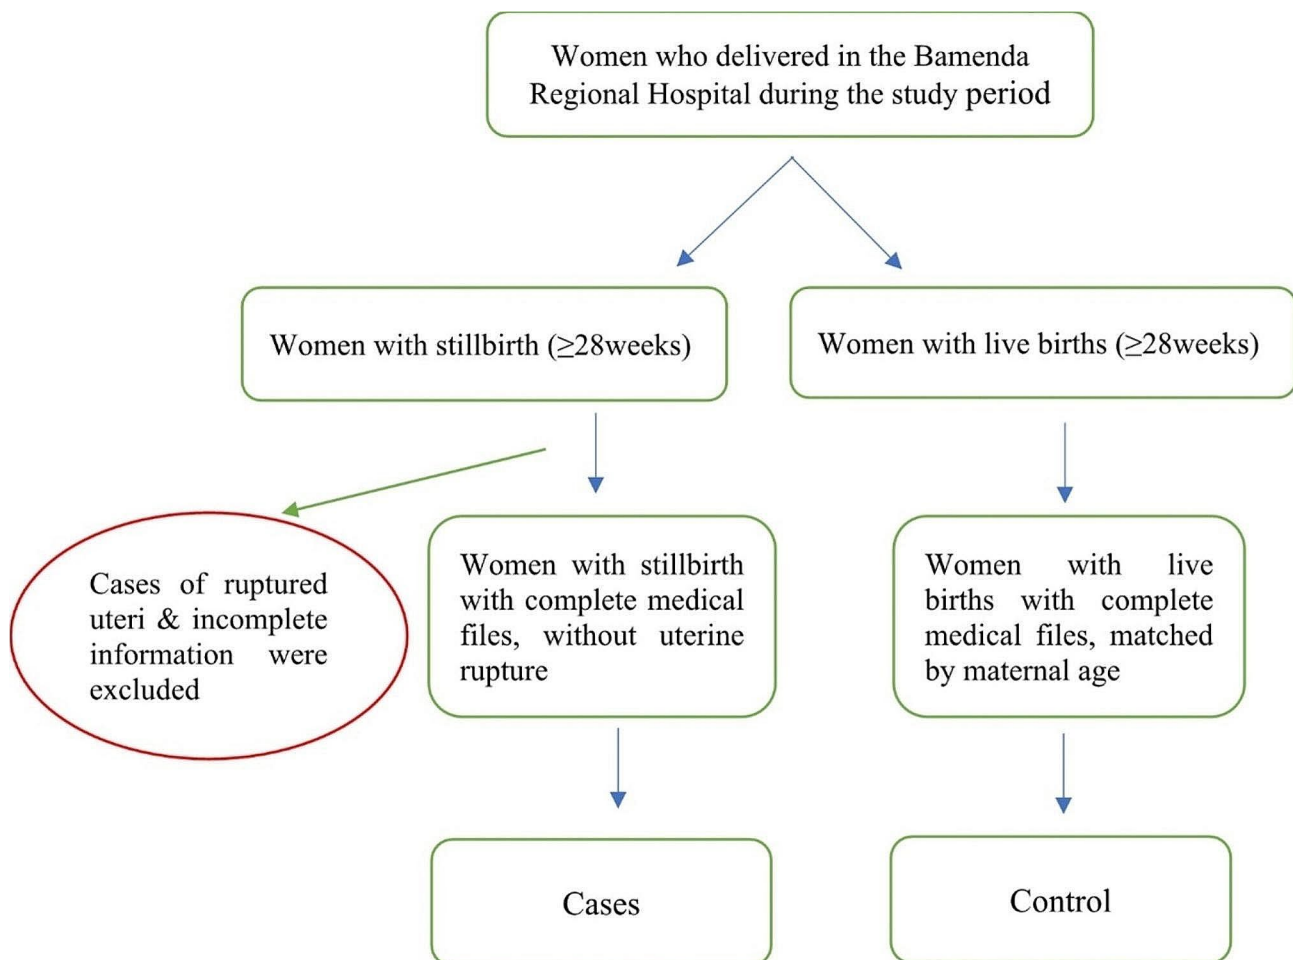 Women who delivered in the Bamenda
Regional Hospital during the study period
Women with stillbirth (≥28weeks)
Women with live births (≥28weeks)
Cases of ruptured
uteri & incomplete
information were
excluded
Women with stillbirth
with complete medical
files, without uterine
rupture
Women with live
births with complete
medical files, matched
by maternal age
Cases
Control